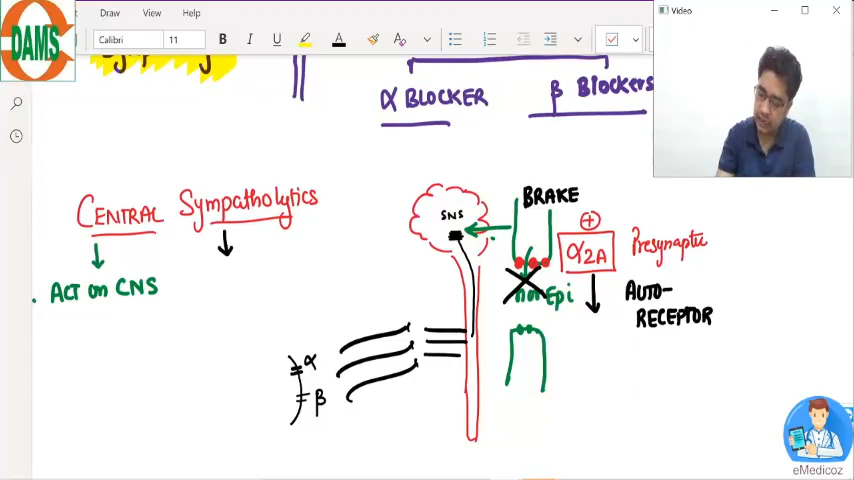 Draw
View
Help
Video
DAMS
Calibri
11
B
I
U
A
α BLOCKER
β Blockers
CENTRAL Sympatholytics
Act on CNS
SNS
BRAKE
+
α2A
Presynaptic
norEpi
AUTO-
RECEPTOR
α
β
eMedicoz